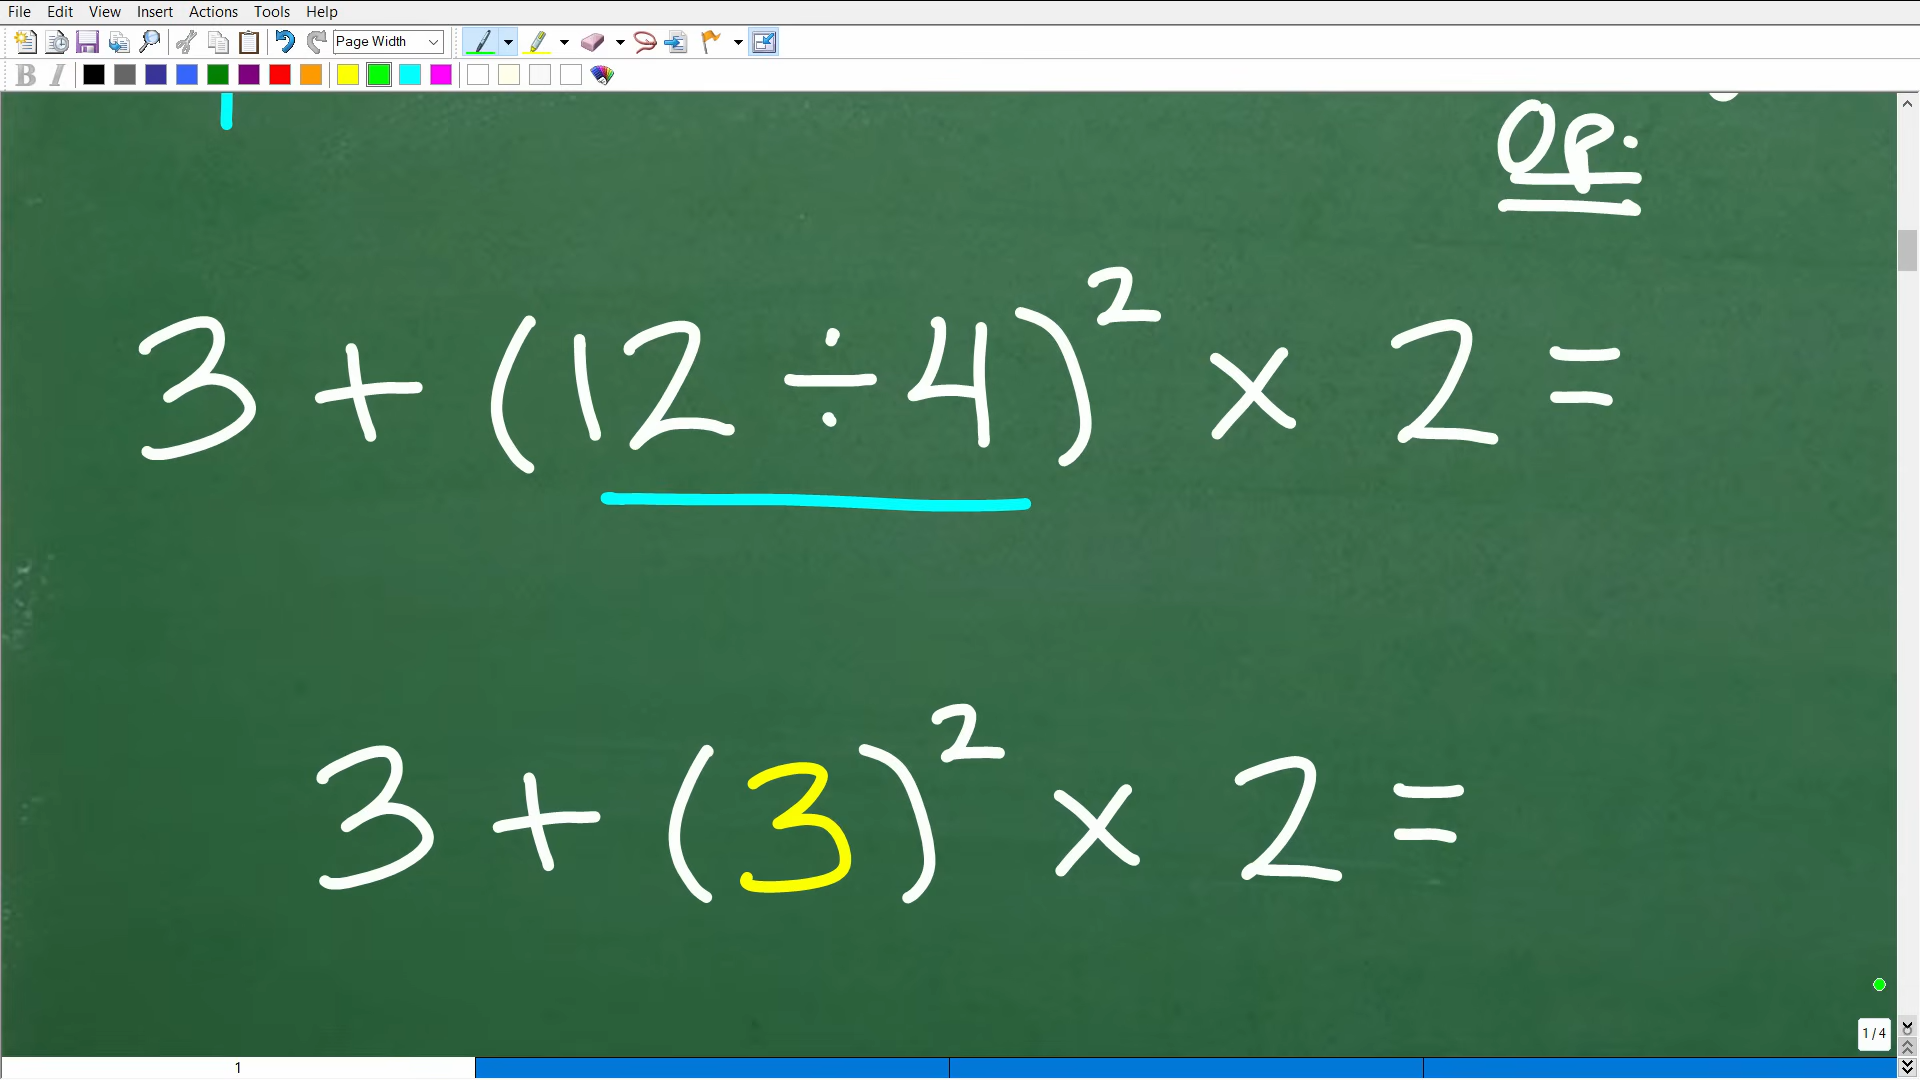 File Edit View Insert Actions Tools Help
Page Width
B I
Op.
3 + (12 ÷ 4)² × 2 =
3 + (3)² × 2 =
1 / 4
1